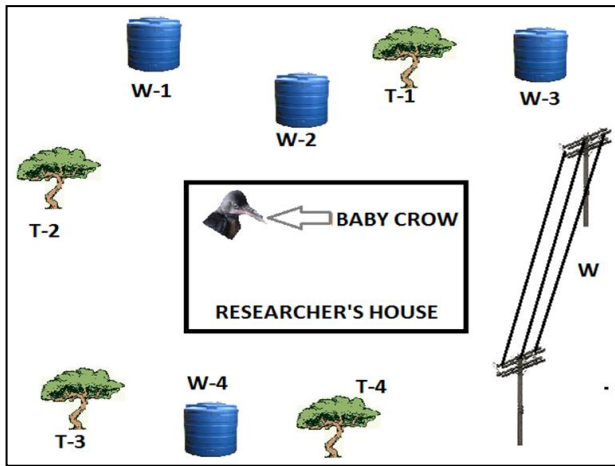 W-1
W-2
T-1
W-3
T-2
BABY CROW
W
RESEARCHER'S HOUSE
W-4
T-4
T-3